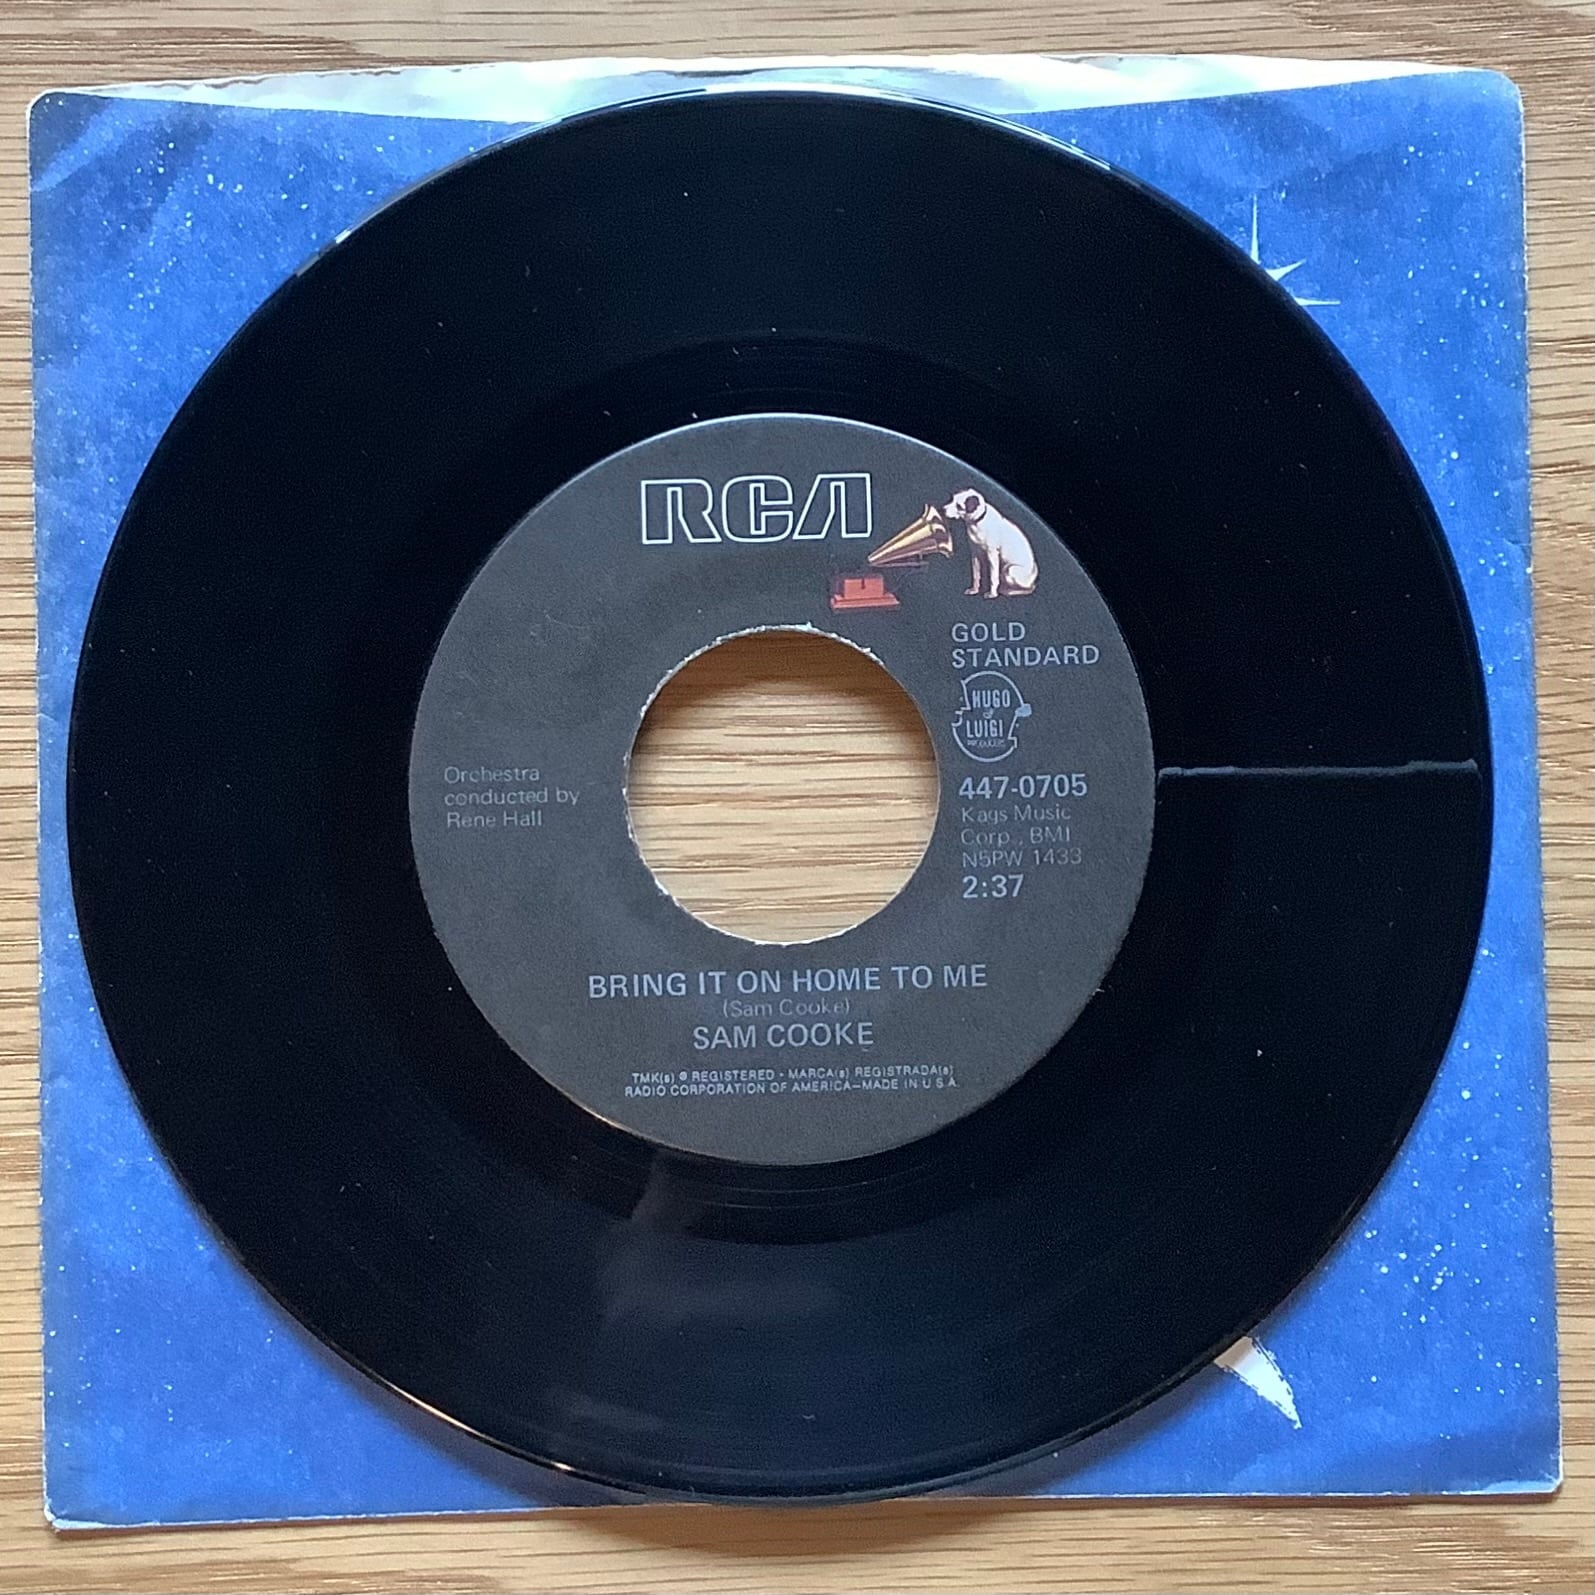 RCA
GOLD
STANDARD
HUGO
&
LUIGI
PRODUCERS
Orchestra
conducted by
Rene Hall
447-0705
Kags Music
Corp., BMI
N5PW 1433
2:37
BRING IT ON HOME TO ME
(Sam Cooke)
SAM COOKE
TMK(s) ® REGISTERED • MARCA(s) REGISTRADA(s)
RADIO CORPORATION OF AMERICA—MADE IN U.S.A.